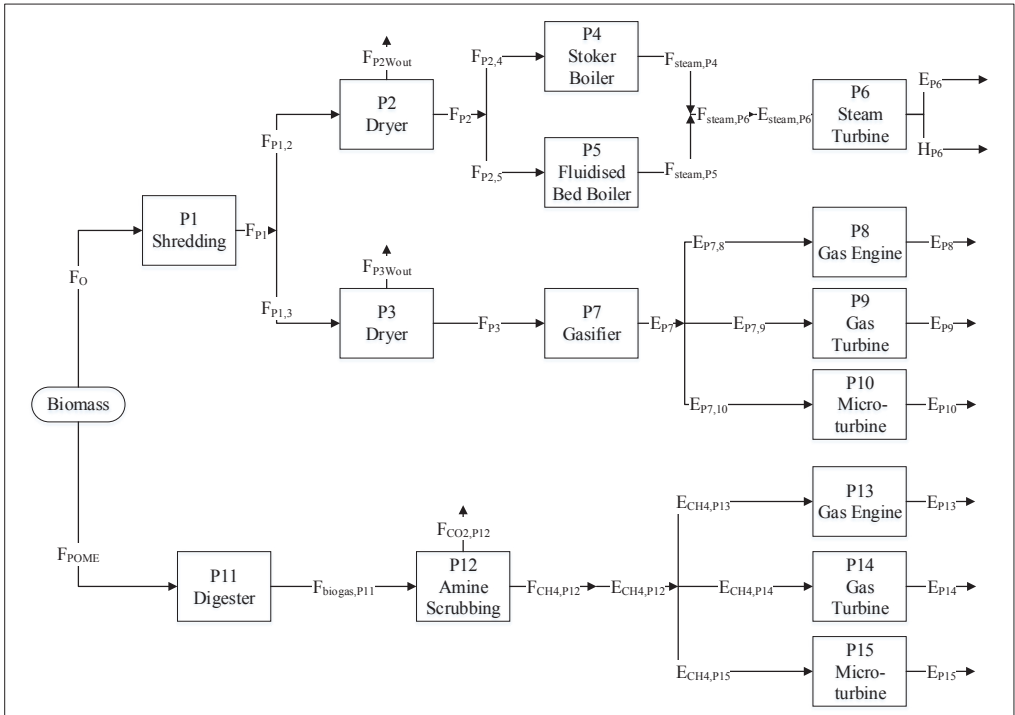 P4
Stoker
Boiler
F_P2Wout
F_P2,4
F_steam,P4
P2
Dryer
F_P2
F_steam,P6
E_steam,P6
P6
Steam
Turbine
E_P6
H_P6
F_P1,2
P5
Fluidised
Bed Boiler
F_P2,5
F_steam,P5
P1
Shredding
F_P1
P8
Gas Engine
E_P7,8
E_P8
F_O
F_P3Wout
F_P1,3
P3
Dryer
F_P3
P7
Gasifier
E_P7
E_P7,9
P9
Gas
Turbine
E_P9
Biomass
E_P7,10
P10
Micro-
turbine
E_P10
E_CH4,P13
P13
Gas Engine
E_P13
F_CO2,P12
F_POME
P11
Digester
F_biogas,P11
P12
Amine
Scrubbing
F_CH4,P12
E_CH4,P12
E_CH4,P14
P14
Gas
Turbine
E_P14
E_CH4,P15
P15
Micro-
turbine
E_P15